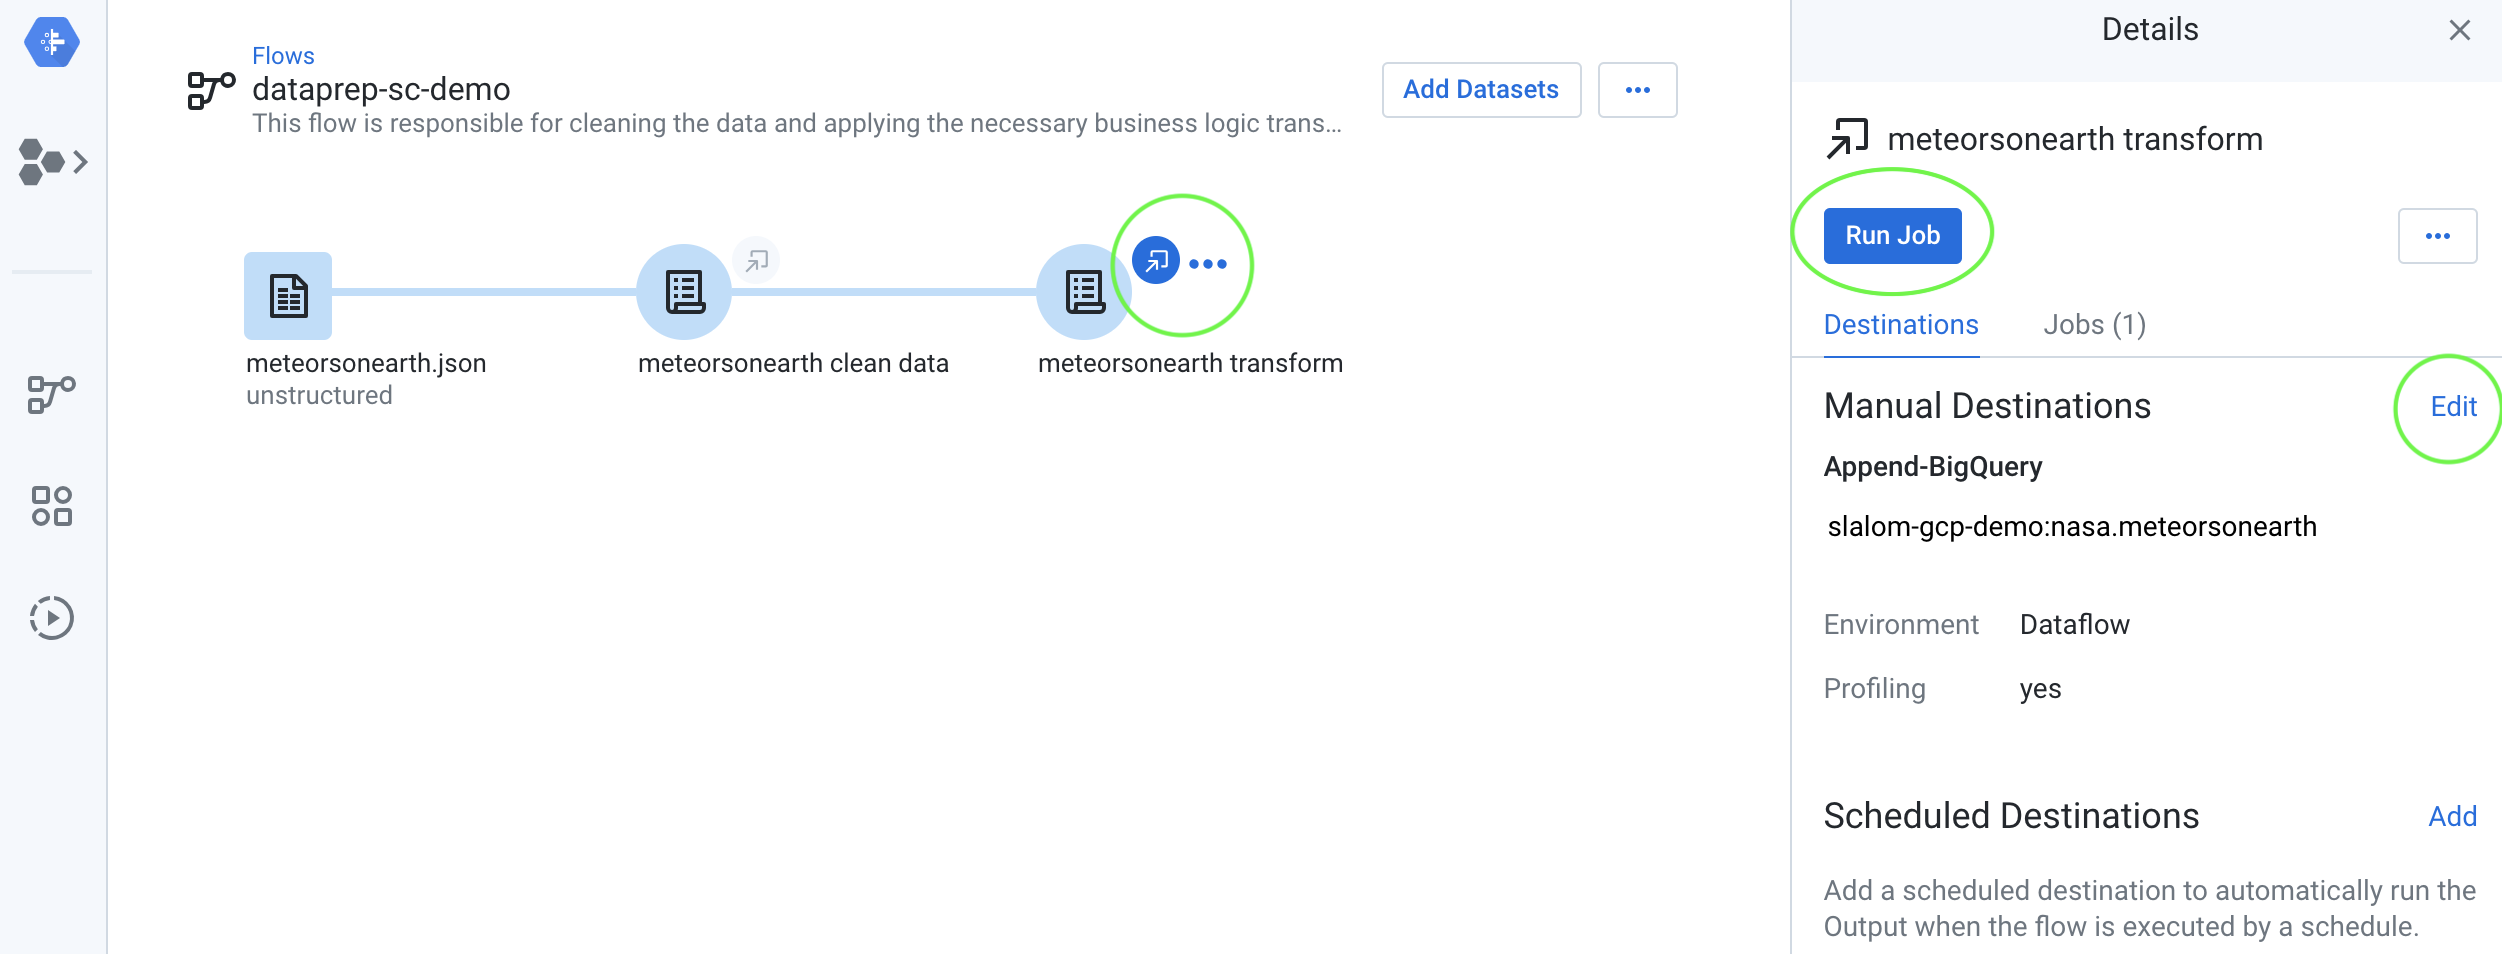 Flows
dataprep-sc-demo
This flow is responsible for cleaning the data and applying the necessary business logic trans...
Add Datasets
meteorsonearth.json
unstructured
meteorsonearth clean data
meteorsonearth transform
Details
meteorsonearth transform
Run Job
Destinations
Jobs (1)
Manual Destinations
Edit
Append-BigQuery
slalom-gcp-demo:nasa.meteorsonearth
Environment Dataflow
Profiling yes
Scheduled Destinations
Add
Add a scheduled destination to automatically run the
Output when the flow is executed by a schedule.